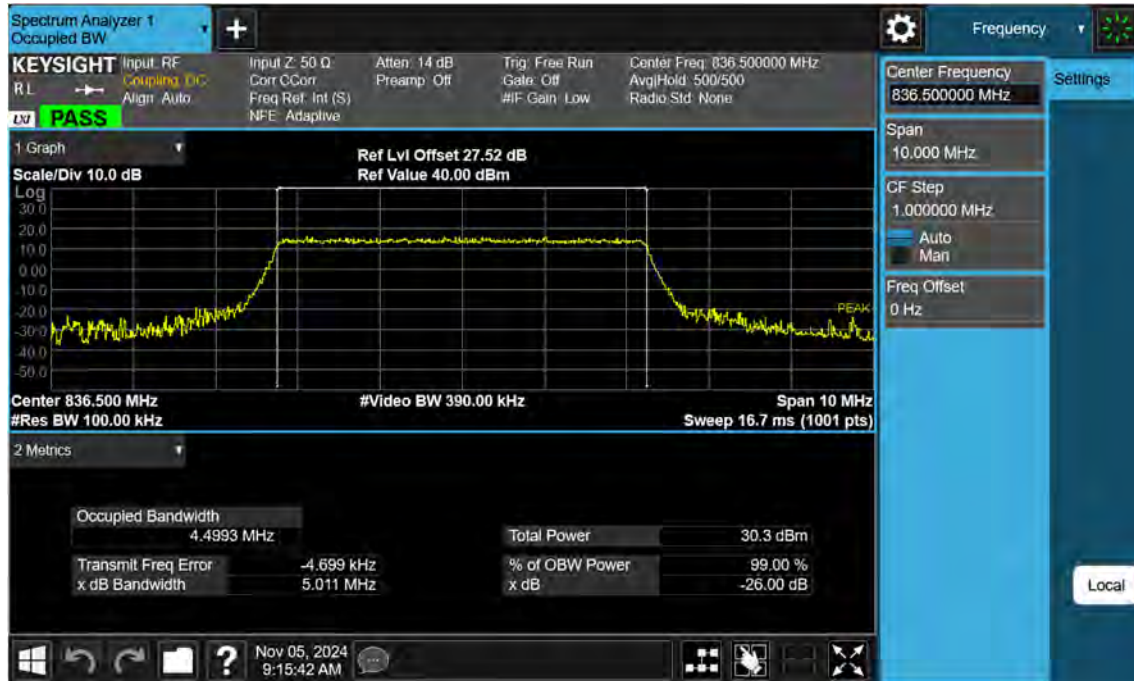 Spectrum Analyzer 1
Occupied BW
+
Frequency
KEYSIGHT Input: RF Input Z: 50 Ω Atten: 14 dB Trig: Free Run Center Freq: 836.500000 MHz
RL Coupling: DC Corr CCorr Preamp: Off Gate: Off Avg|Hold: 500/500
Align: Auto Freq Ref: Int (S) #IF Gain: Low Radio Std: None
LXI PASS NFE: Adaptive
1 Graph
Ref Lvl Offset 27.52 dB
Scale/Div 10.0 dB Ref Value 40.00 dBm
Log
30.0
20.0
10.0
0.00
-10.0
-20.0
-30.0
-40.0
-50.0
PEAK
Center 836.500 MHz #Video BW 390.00 kHz Span 10 MHz
#Res BW 100.00 kHz Sweep 16.7 ms (1001 pts)
2 Metrics
Occupied Bandwidth
4.4993 MHz
Total Power 30.3 dBm
Transmit Freq Error -4.699 kHz % of OBW Power 99.00 %
x dB Bandwidth 5.011 MHz x dB -26.00 dB
Center Frequency
836.500000 MHz
Settings
Span
10.000 MHz
CF Step
1.000000 MHz
Auto
Man
Freq Offset
0 Hz
Local
? Nov 05, 2024
9:15:42 AM